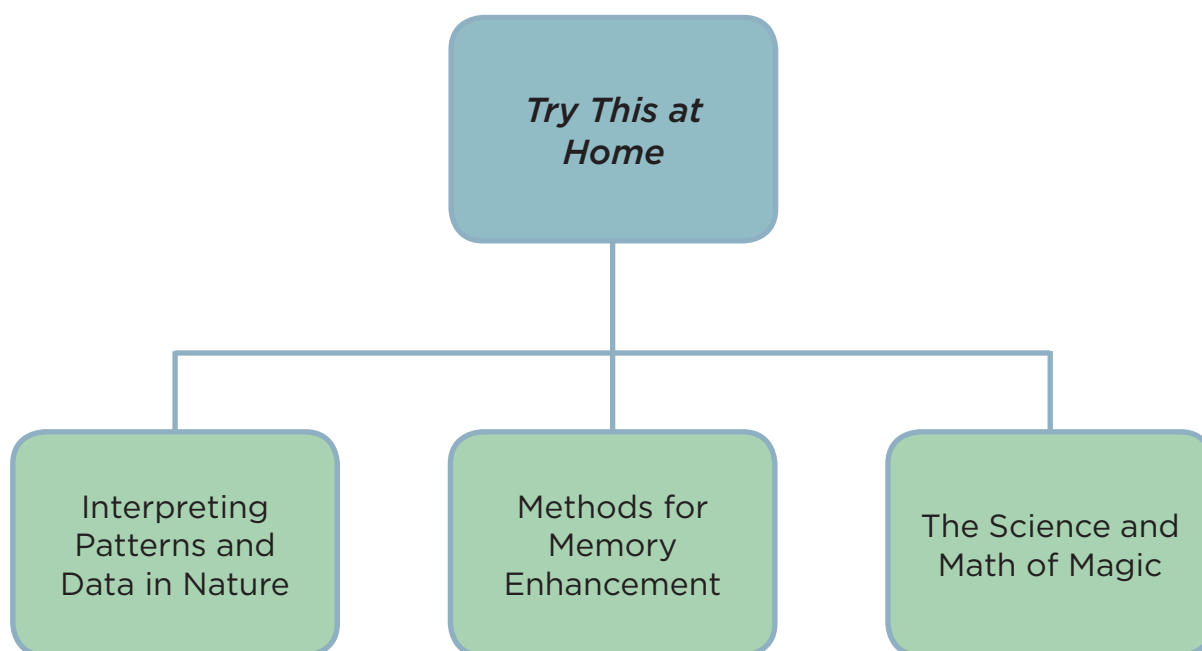 Try This at
Home
Interpreting
Patterns and
Data in Nature
Methods for
Memory
Enhancement
The Science and
Math of Magic